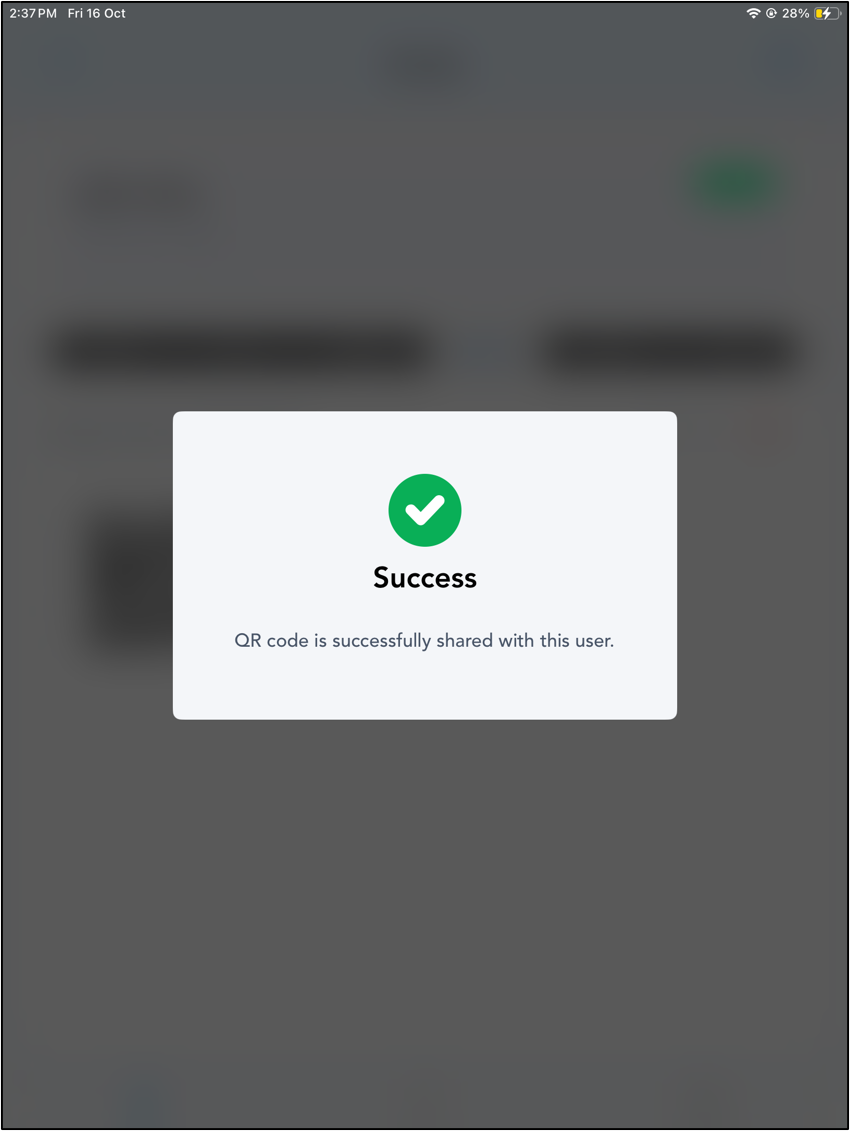 2:37 PM Fri 16 Oct 28%
Success
QR code is successfully shared with this user.